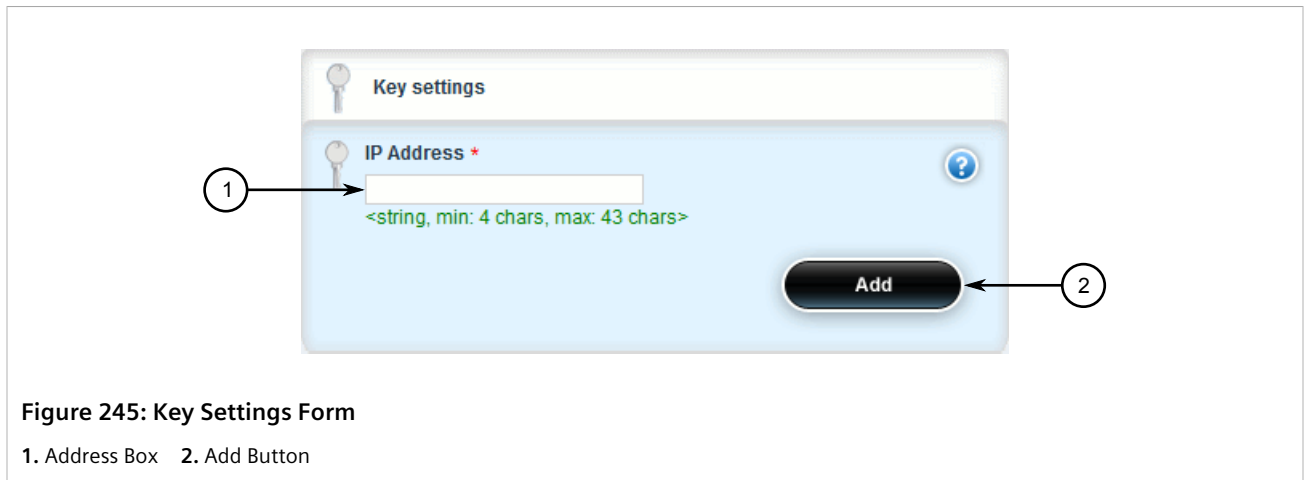 Key settings
IP Address *
?
1
<string, min: 4 chars, max: 43 chars>
Add
2
Figure 245: Key Settings Form
1. Address Box 2. Add Button